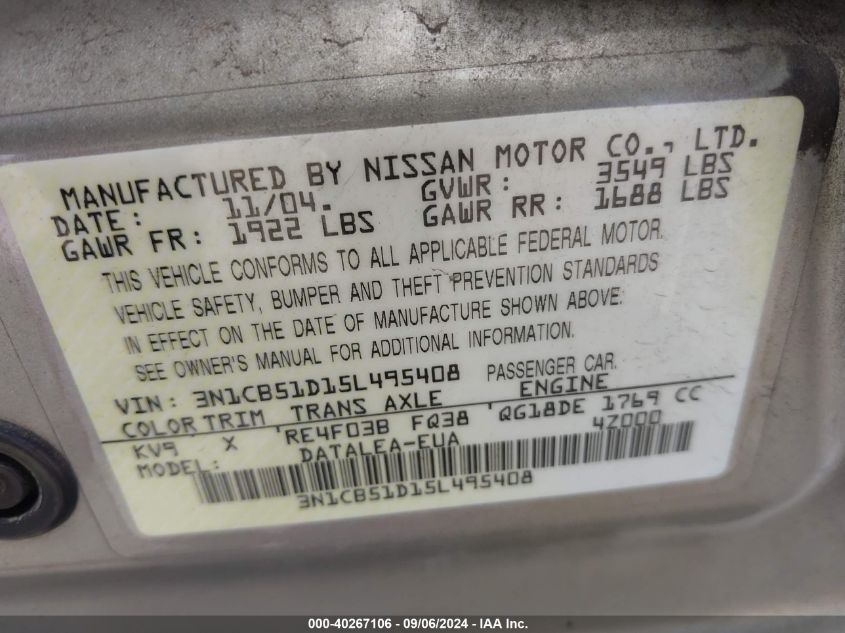 MANUFACTURED BY NISSAN MOTOR CO., LTD.
DATE: 11/04. GVWR: 3549 LBS
GAWR FR: 1922 LBS GAWR RR: 1688 LBS
THIS VEHICLE CONFORMS TO ALL APPLICABLE FEDERAL MOTOR
VEHICLE SAFETY, BUMPER AND THEFT PREVENTION STANDARDS
IN EFFECT ON THE DATE OF MANUFACTURE SHOWN ABOVE:
SEE OWNER'S MANUAL FOR ADDITIONAL INFORMATION.
VIN: 3N1CB51D15L495408 PASSENGER CAR.
COLOR TRIM TRANS AXLE ENGINE
KV9 X RE4F03B FQ38 QG18DE 1769 CC
MODEL: DATALEA-EUA 4Z000
3N1CB51D15L495408
000-40267106 - 09/06/2024 - IAA Inc.